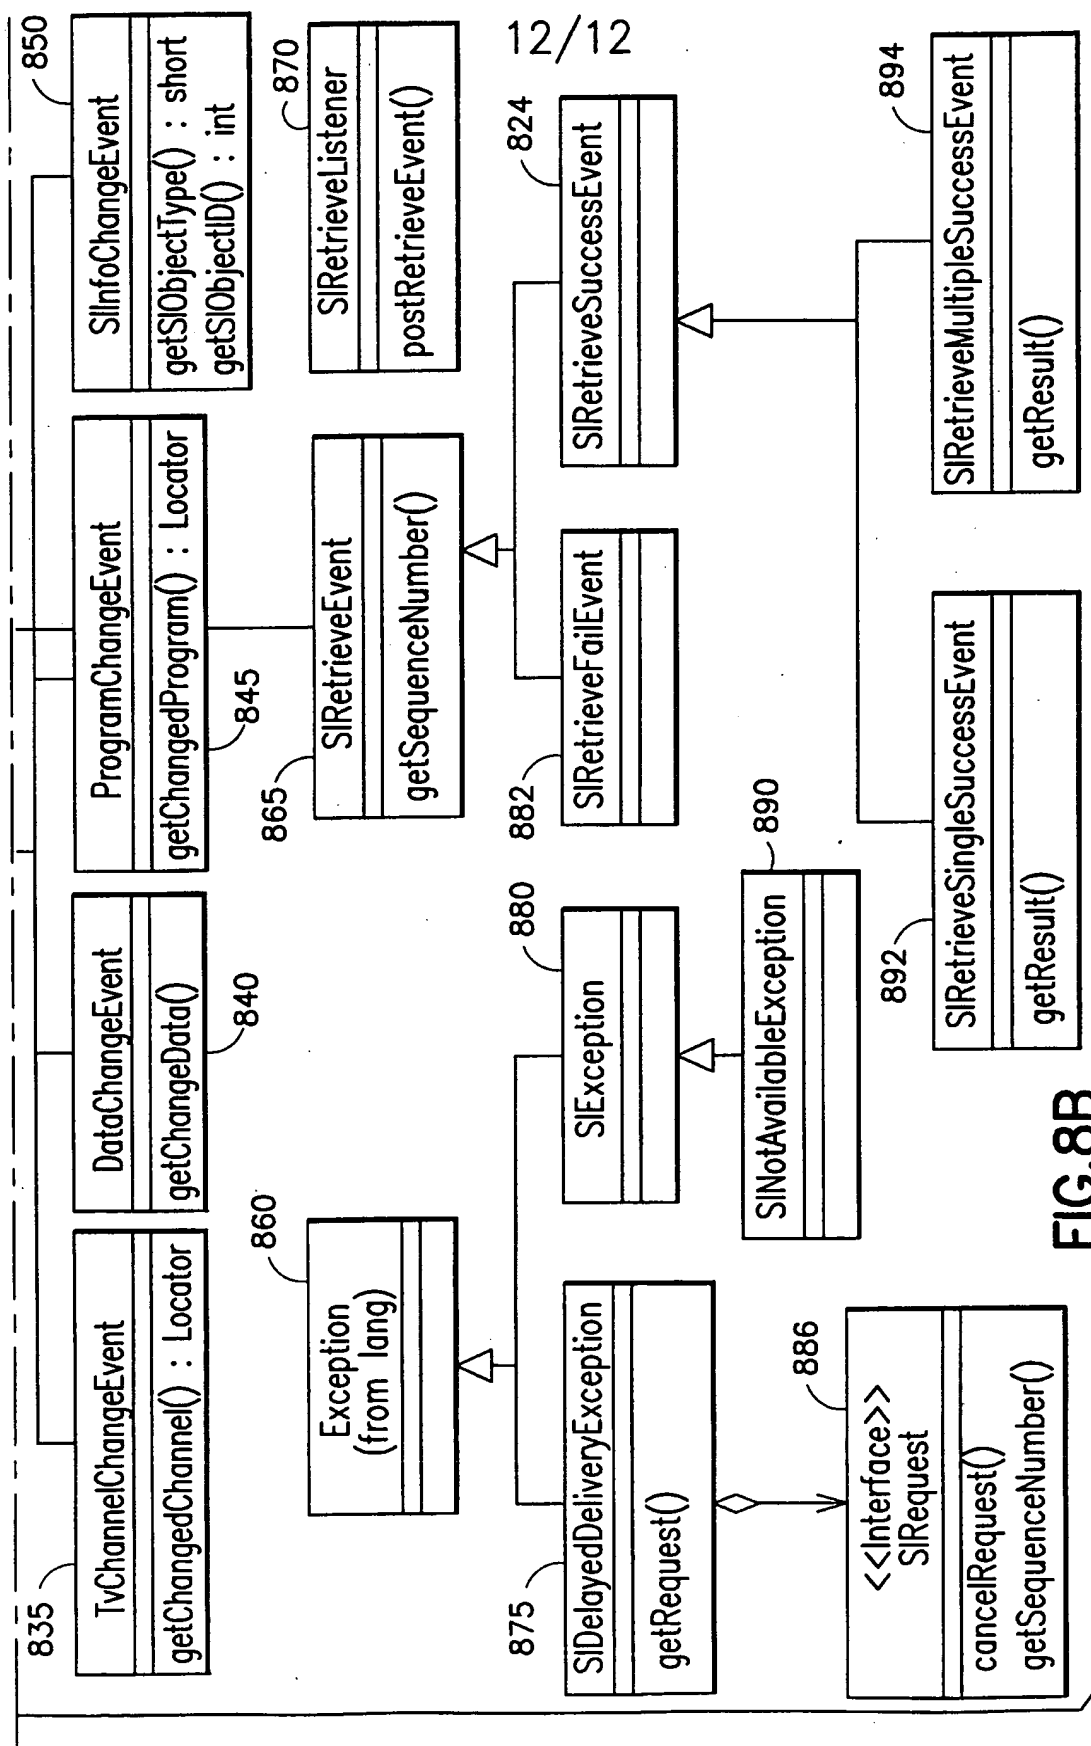 12/12
835
TvChannelChangeEvent
getChangedChannel() : Locator
DataChangeEvent
getChangeData()
840
ProgramChangeEvent
getChangedProgram() : Locator
845
850
SIInfoChangeEvent
getSIObjectType() : short
getSIObjectID() : int
860
Exception
(from lang)
865
SIRetrieveEvent
getSequenceNumber()
870
SIRetrieveListener
postRetrieveEvent()
875
SIDelayedDeliveryException
getRequest()
880
SIException
882
SIRetrieveFailEvent
824
SIRetrieveSuccessEvent
886
<<Interface>>
SIRequest
cancelRequest()
getSequenceNumber()
890
SINotAvailableException
892
SIRetrieveSingleSuccessEvent
getResult()
894
SIRetrieveMultipleSuccessEvent
getResult()
FIG.8B